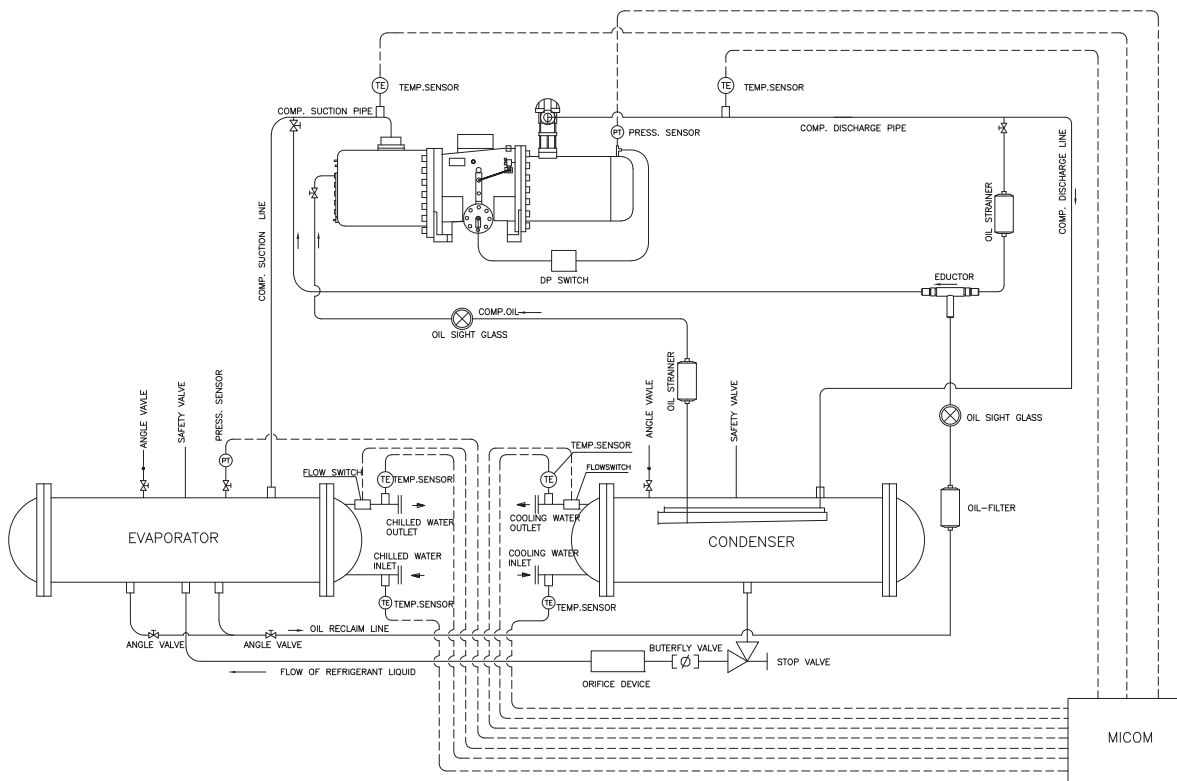 TE
TEMP.SENSOR
TE
TEMP.SENSOR
COMP. SUCTION PIPE
PT
PRESS. SENSOR
COMP. DISCHARGE PIPE
COMP. DISCHARGE LINE
OIL STRAINER
COMP. SUCTION LINE
DP SWITCH
EDUCTOR
COMP.OIL
OIL SIGHT GLASS
OIL STRAINER
ANGLE VAVLE
SAFETY VALVE
PRESS. SENSOR
PT
ANGLE VAVLE
SAFETY VALVE
OIL SIGHT GLASS
TEMP.SENSOR
FLOW SWITCH
TE
TEMP.SENSOR
TE
FLOWSWITCH
OIL-FILTER
CHILLED WATER
OUTLET
COOLING WATER
OUTLET
EVAPORATOR
CONDENSER
CHILLED WATER
INLET
COOLING WATER
INLET
TE
TEMP.SENSOR
TE
TEMP.SENSOR
OIL RECLAIM LINE
ANGLE VALVE
ANGLE VALVE
BUTERFLY VALVE
STOP VALVE
FLOW OF REFRIGERANT LIQUID
ORIFICE DEVICE
MICOM